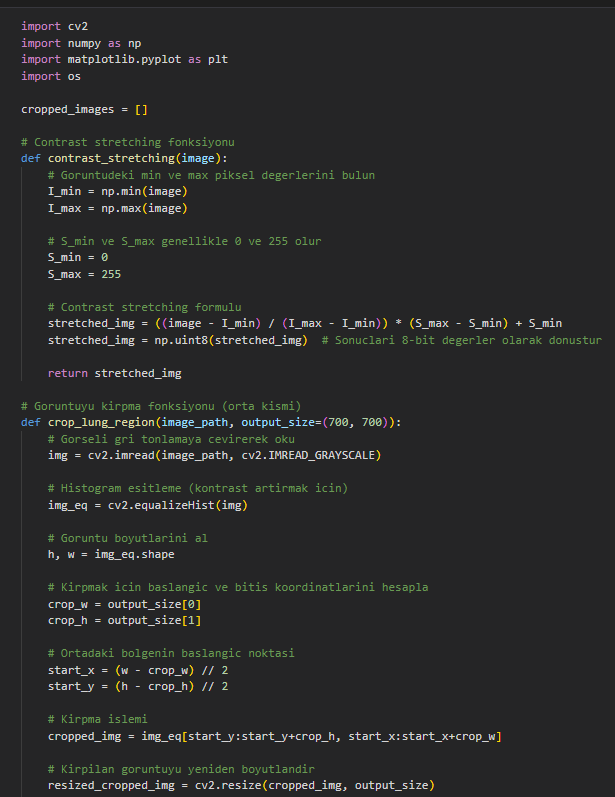 import cv2
import numpy as np
import matplotlib.pyplot as plt
import os
cropped_images = []
# Contrast stretching fonksiyonu
def contrast_stretching(image):
# Goruntudeki min ve max piksel degerlerini bulun
I_min = np.min(image)
I_max = np.max(image)
# S_min ve S_max genellikle 0 ve 255 olur
S_min = 0
S_max = 255
# Contrast stretching formulu
stretched_img = ((image - I_min) / (I_max - I_min)) * (S_max - S_min) + S_min
stretched_img = np.uint8(stretched_img)  # Sonuclari 8-bit degerler olarak donustur
return stretched_img
# Goruntuyu kirpma fonksiyonu (orta kismi)
def crop_lung_region(image_path, output_size=(700, 700)):
# Gorseli gri tonlamaya cevirerek oku
img = cv2.imread(image_path, cv2.IMREAD_GRAYSCALE)
# Histogram esitleme (kontrast artirmak icin)
img_eq = cv2.equalizeHist(img)
# Goruntu boyutlarini al
h, w = img_eq.shape
# Kirpmak icin baslangic ve bitis koordinatlarini hesapla
crop_w = output_size[0]
crop_h = output_size[1]
# Ortadaki bolgenin baslangic noktasi
start_x = (w - crop_w) // 2
start_y = (h - crop_h) // 2
# Kirpma islemi
cropped_img = img_eq[start_y:start_y+crop_h, start_x:start_x+crop_w]
# Kirpilan goruntuyu yeniden boyutlandir
resized_cropped_img = cv2.resize(cropped_img, output_size)